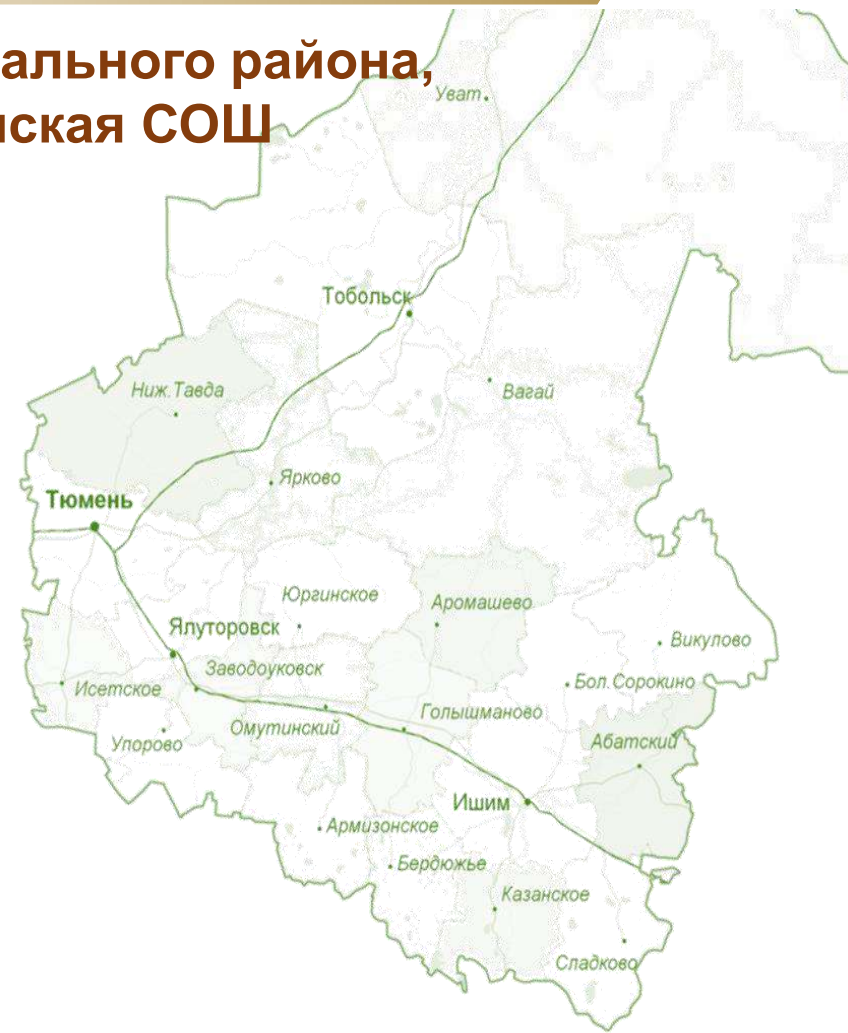 ального района,
нская СОШ
Уват
Тобольск
Ниж.Тавда
Вагай
Ярково
Тюмень
Юргинское
Аромашево
Ялуторовск
Викулово
Заводоуковск
Исетское
Бол.Сорокино
Голышманово
Омутинский
Упорово
Абатский
Ишим
Армизонское
Бердюжье
Казанское
Сладково